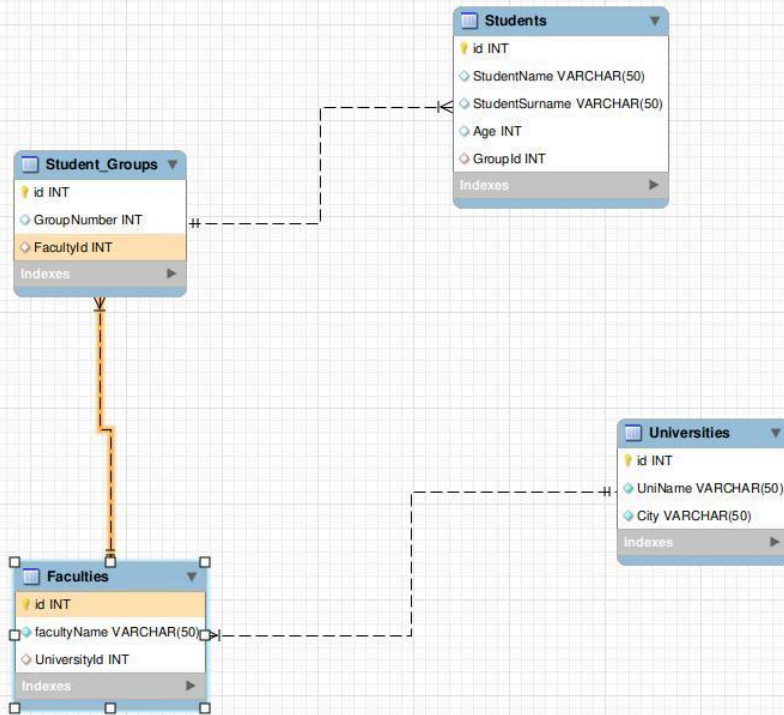 Students
id INT
StudentName VARCHAR(50)
StudentSurname VARCHAR(50)
Age INT
GroupId INT
Indexes
Student_Groups
id INT
GroupNumber INT
FacultyId INT
Indexes
Universities
id INT
UniName VARCHAR(50)
City VARCHAR(50)
Indexes
Faculties
id INT
facultyName VARCHAR(50)
UniversityId INT
Indexes